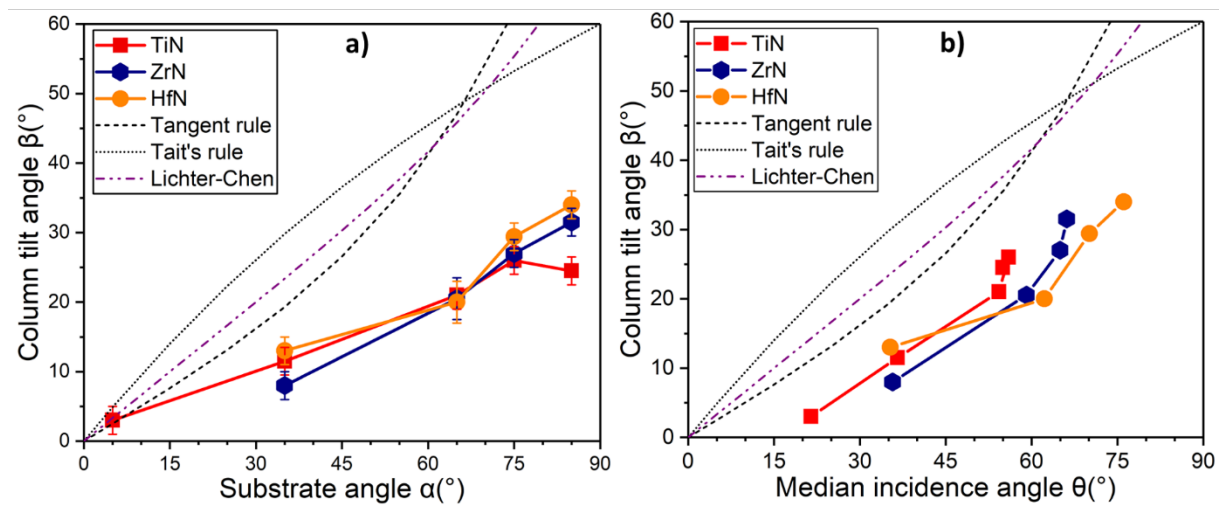 a)
TiN
ZrN
HfN
Tangent rule
Tait's rule
Lichter-Chen
60
50
40
30
20
10
0
Column tilt angle β(°)
0 15 30 45 60 75 90
Substrate angle α(°)
b)
TiN
ZrN
HfN
Tangent rule
Tait's rule
Lichter-Chen
60
50
40
30
20
10
0
Column tilt angle β(°)
0 15 30 45 60 75 90
Median incidence angle θ(°)